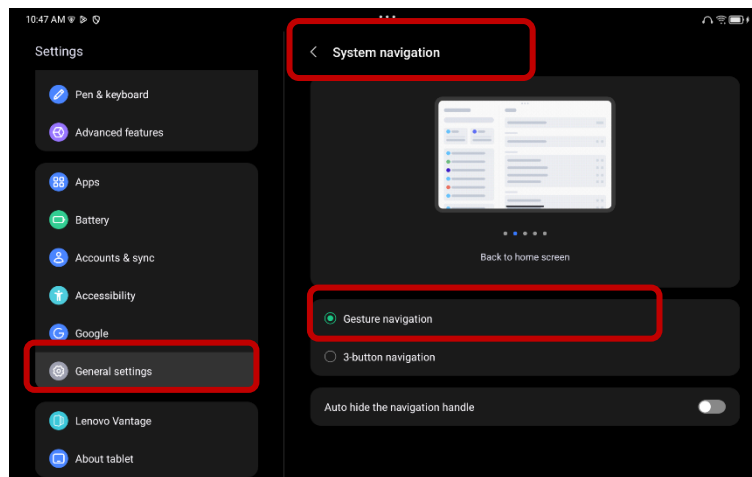 10:47 AM
Settings
Pen & keyboard
Advanced features
Apps
Battery
Accounts & sync
Accessibility
Google
General settings
Lenovo Vantage
About tablet
System navigation
Back to home screen
Gesture navigation
3-button navigation
Auto hide the navigation handle